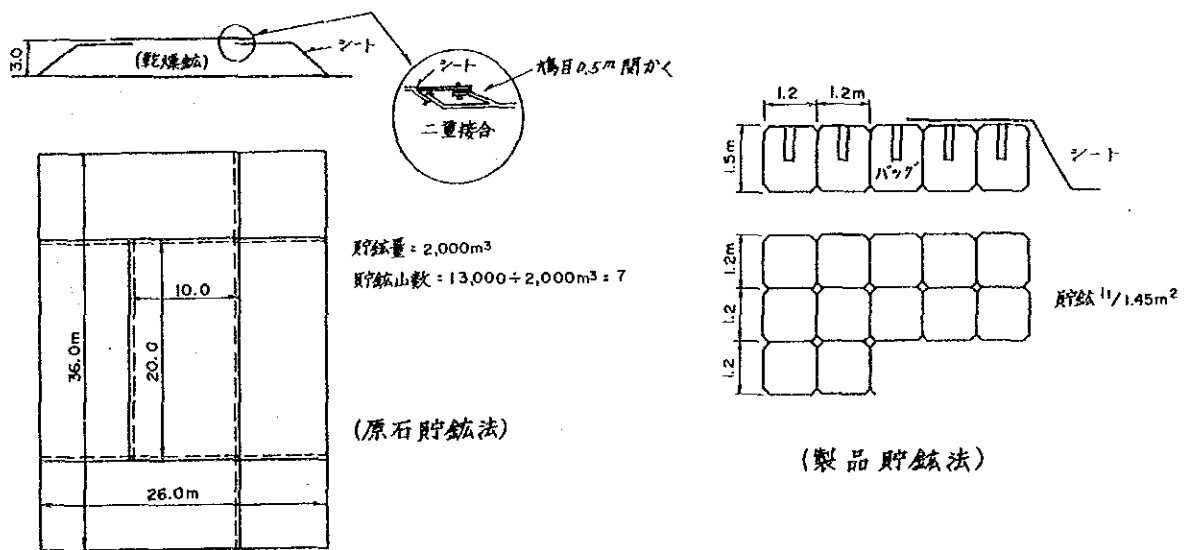 3.0
(乾燥鉱)
シート
シート
鳩目0.5m間かく
二重接合
36.0m
10.0
20.0
26.0m
貯鉱量=2,000m³
貯鉱山数:13,000÷2,000m³=7
(原石貯鉱法)
1.2
1.2m
1.5m
バッグ
シート
1.2m
1.2
1.2
貯鉱 1t/1.45m²
(製品貯鉱法)